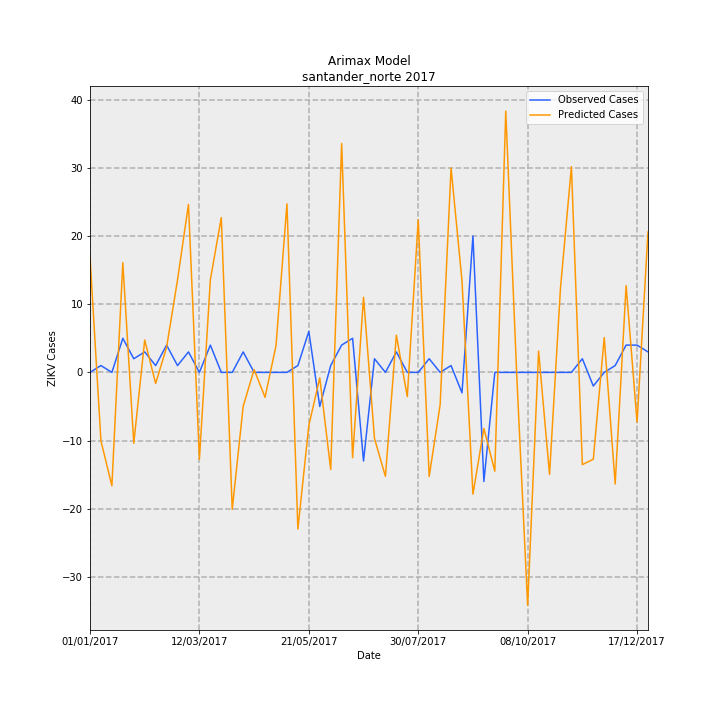 Arimax Model
santander_norte 2017
Observed Cases
Predicted Cases
40
30
20
10
0
−10
−20
−30
ZIKV Cases
01/01/2017 12/03/2017 21/05/2017 30/07/2017 08/10/2017 17/12/2017
Date